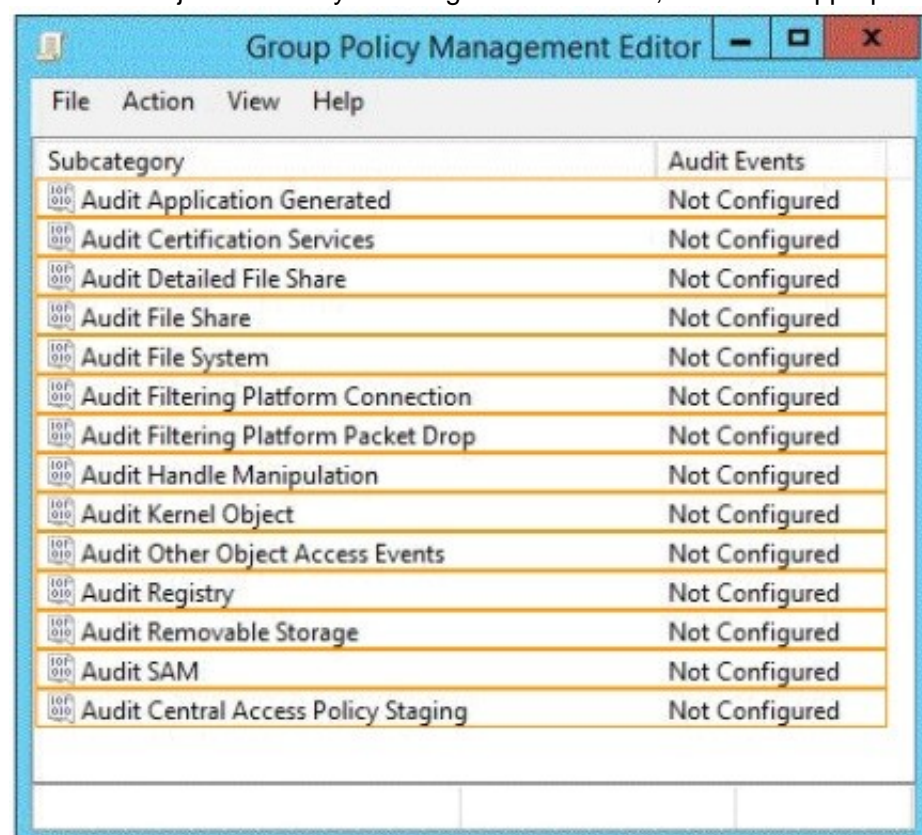 Group Policy Management Editor
File Action View Help
Subcategory Audit Events
Audit Application Generated Not Configured
Audit Certification Services Not Configured
Audit Detailed File Share Not Configured
Audit File Share Not Configured
Audit File System Not Configured
Audit Filtering Platform Connection Not Configured
Audit Filtering Platform Packet Drop Not Configured
Audit Handle Manipulation Not Configured
Audit Kernel Object Not Configured
Audit Other Object Access Events Not Configured
Audit Registry Not Configured
Audit Removable Storage Not Configured
Audit SAM Not Configured
Audit Central Access Policy Staging Not Configured